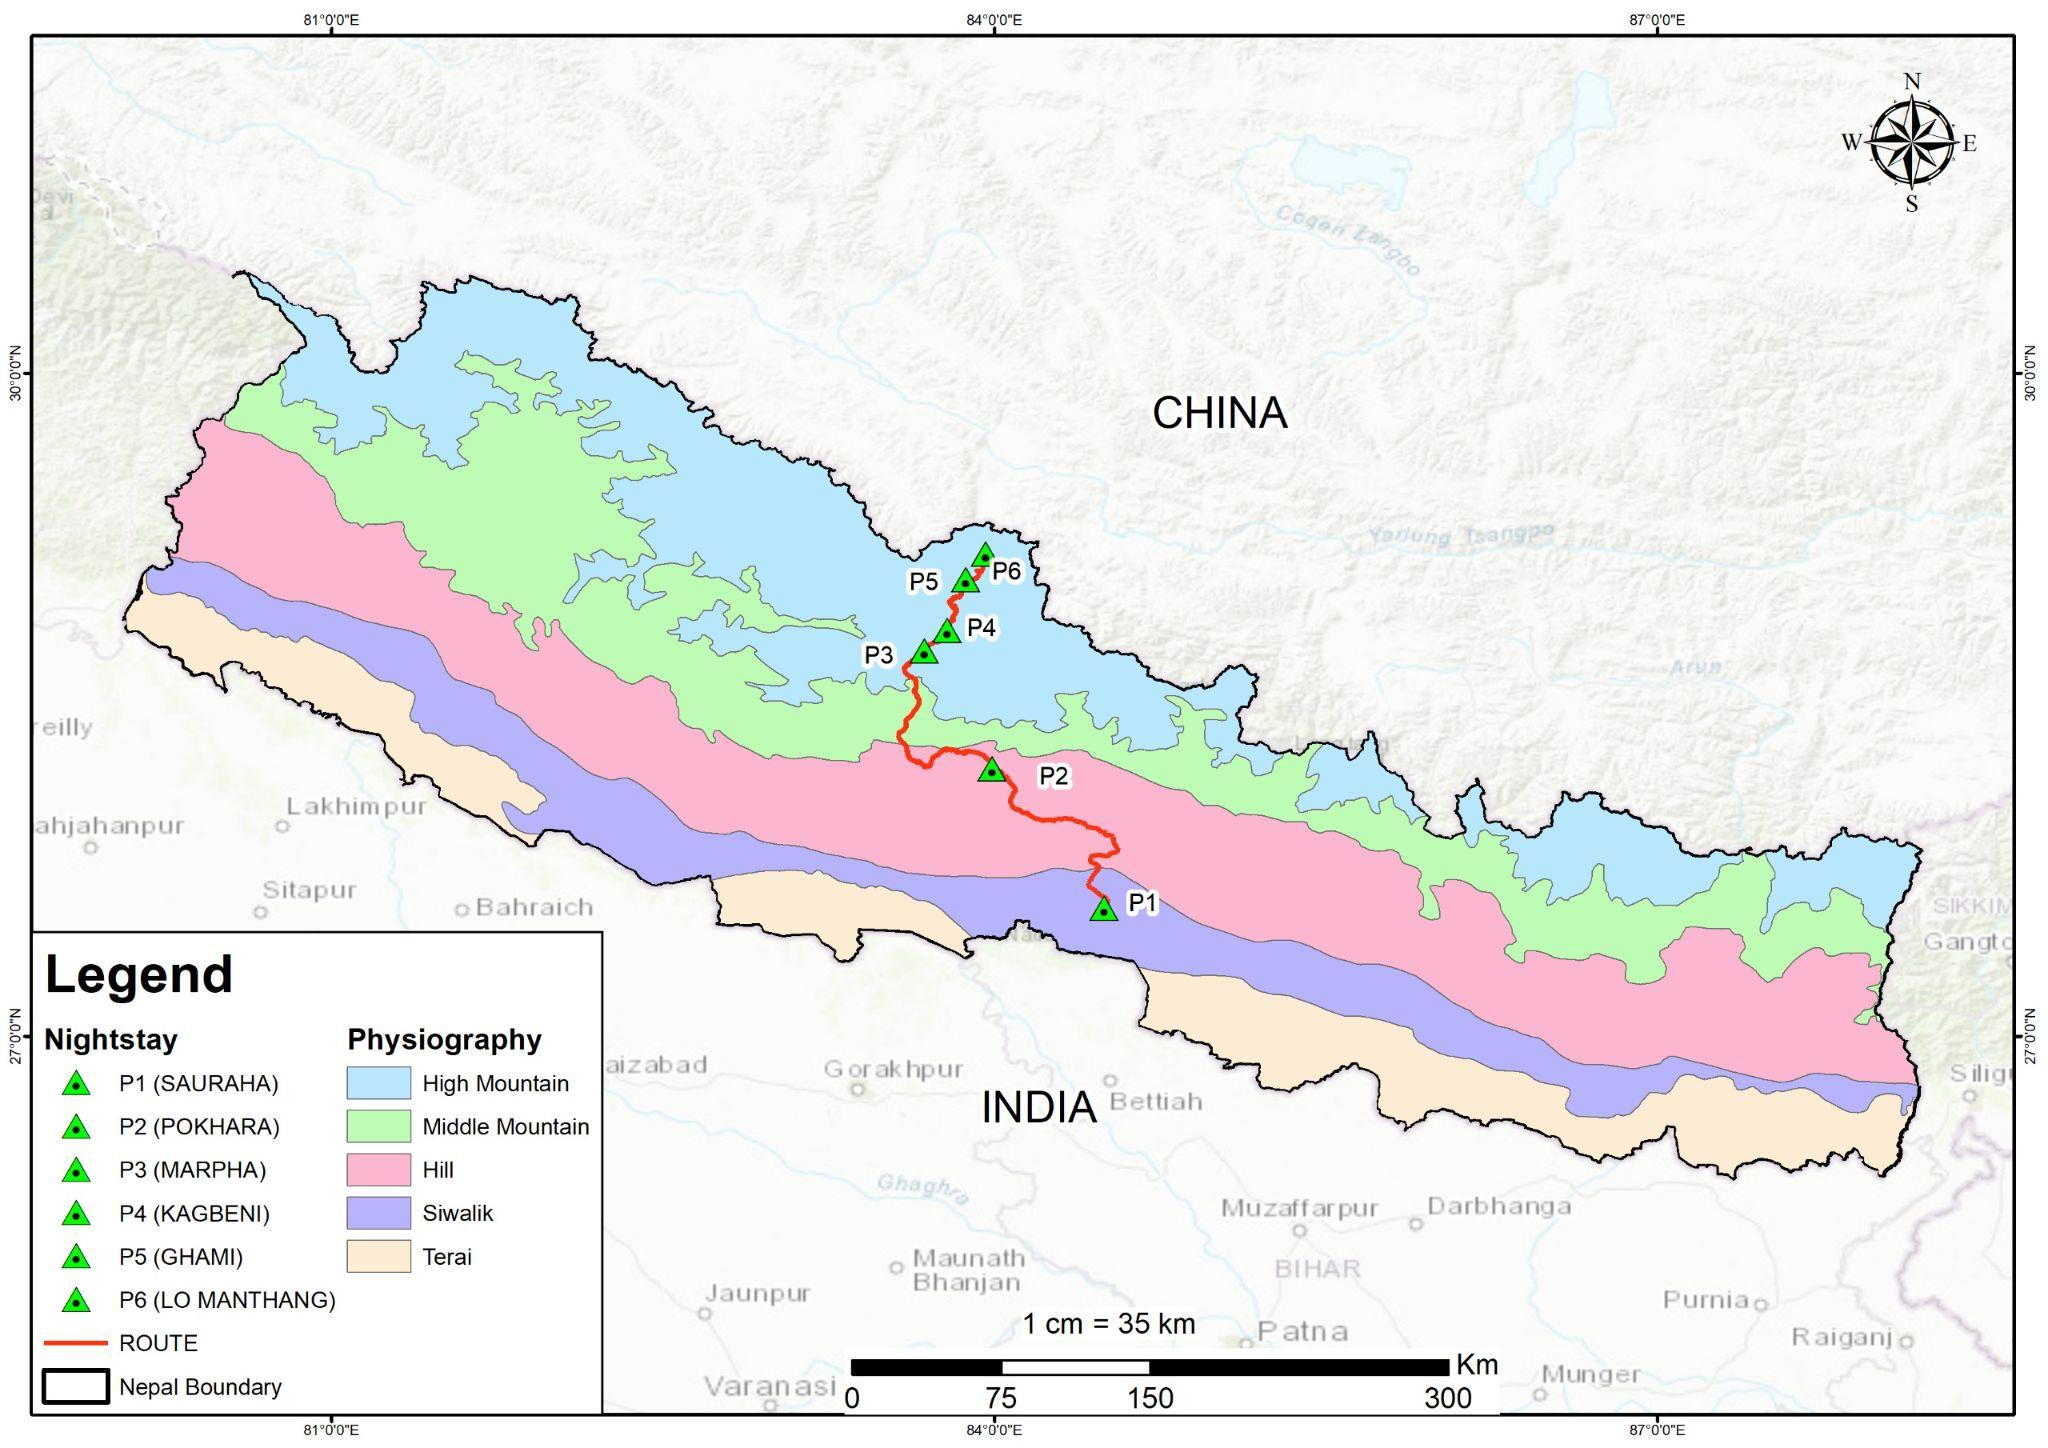 81°0'0"E
84°0'0"E
87°0'0"E
N
W
E
S
Coqen Zangbo
CHINA
30°0'0"N
30°0'0"N
Yarlung Tsangpo
P6
P5
P4
P3
Arun
reilly
P2
Lakhimpur
ahjahanpur
Sitapur
Bahraich
P1
SIKKIM
Gangto
Legend
Nightstay
P1 (SAURAHA)
P2 (POKHARA)
P3 (MARPHA)
P4 (KAGBENI)
P5 (GHAMI)
P6 (LO MANTHANG)
ROUTE
Nepal Boundary
Physiography
High Mountain
Middle Mountain
Hill
Siwalik
Terai
27°0'0"N
27°0'0"N
aizabad
Gorakhpur
INDIA
Bettiah
Silig
Ghaghra
Muzaffarpur
Darbhanga
Maunath
Bhanjan
BIHAR
Jaunpur
Purnia
Patna
Raiganj
1 cm = 35 km
Km
0 75 150 300
Varanasi
Munger
81°0'0"E
84°0'0"E
87°0'0"E